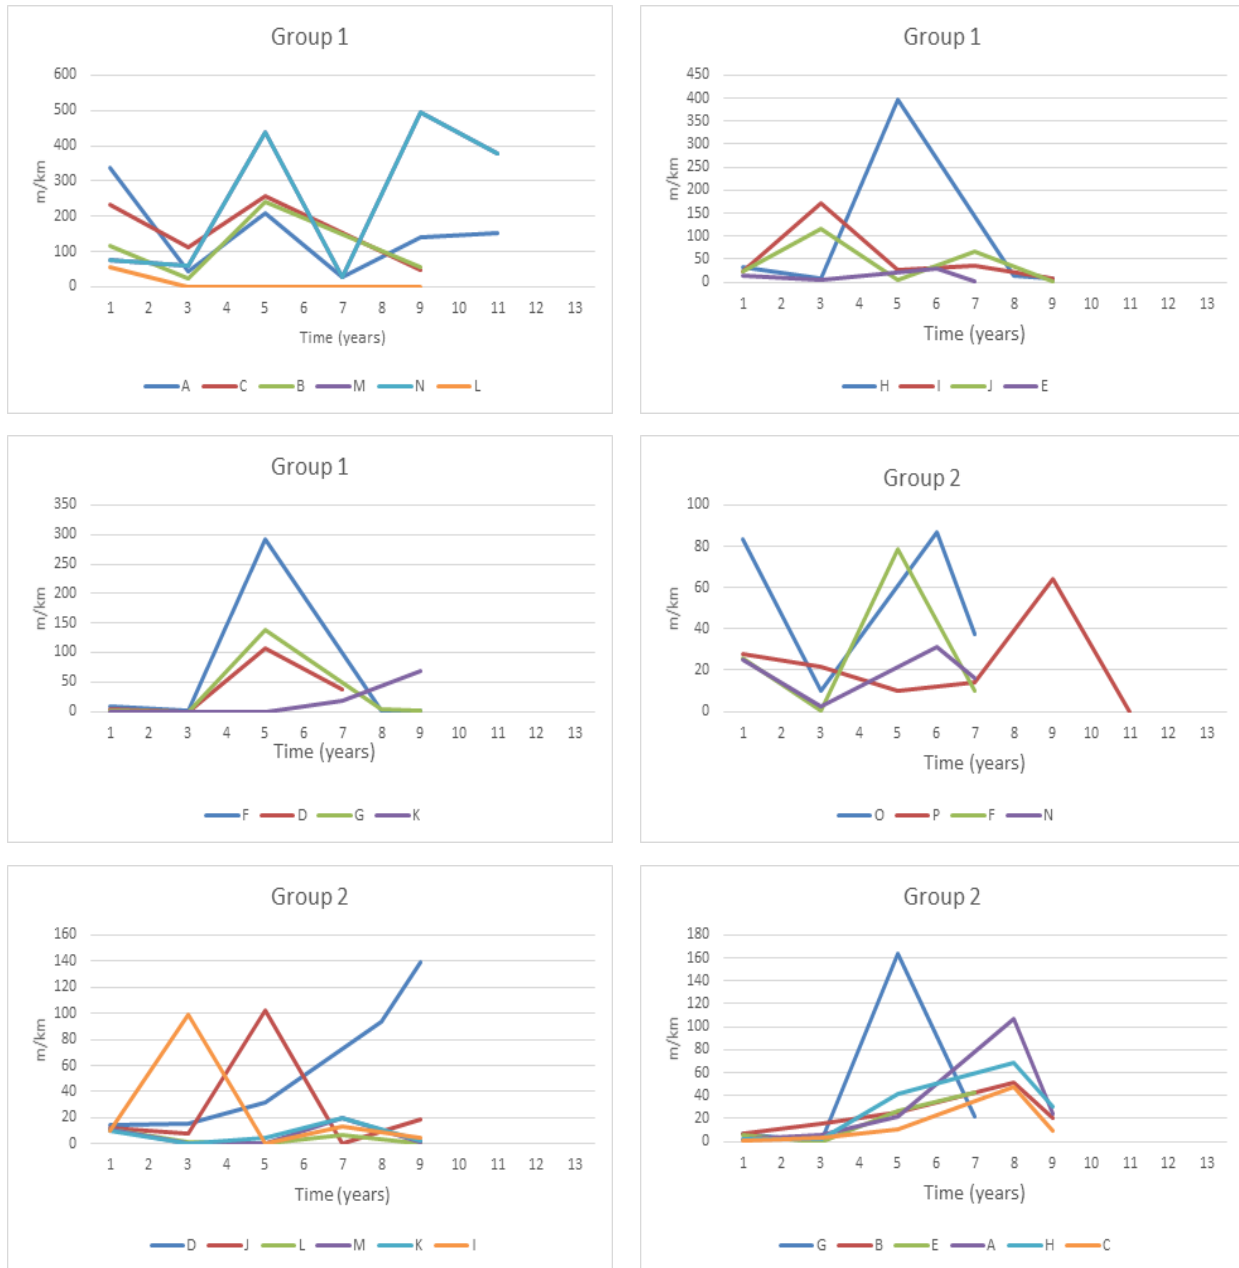 Group 1
600
500
400
300
200
100
0
m/km
1 2 3 4 5 6 7 8 9 10 11 12 13
Time (years)
A C B M N L
Group 1
450
400
350
300
250
200
150
100
50
0
m/km
1 2 3 4 5 6 7 8 9 10 11 12 13
Time (years)
H I J E
Group 1
350
300
250
200
150
100
50
0
m/km
1 2 3 4 5 6 7 8 9 10 11 12 13
Time (years)
F D G K
Group 2
100
80
60
40
20
0
m/km
1 2 3 4 5 6 7 8 9 10 11 12 13
Time (years)
O P F N
Group 2
160
140
120
100
80
60
40
20
0
m/km
1 2 3 4 5 6 7 8 9 10 11 12 13
Time (years)
D J L M K I
Group 2
180
160
140
120
100
80
60
40
20
0
m/km
1 2 3 4 5 6 7 8 9 10 11 12 13
Time (years)
G B E A H C